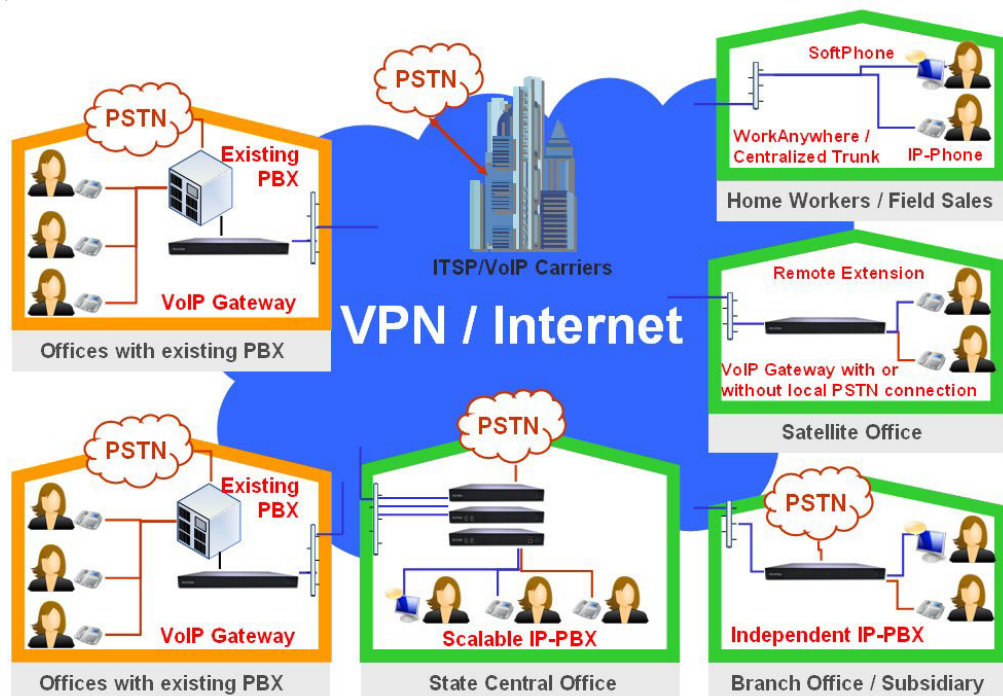 PSTN
Existing
PBX
VoIP Gateway
Offices with existing PBX
PSTN
ITSP/VoIP Carriers
VPN / Internet
SoftPhone
WorkAnywhere /
Centralized Trunk
IP-Phone
Home Workers / Field Sales
Remote Extension
VoIP Gateway with or
without local PSTN connection
Satellite Office
PSTN
Existing
PBX
VoIP Gateway
Offices with existing PBX
PSTN
Scalable IP-PBX
State Central Office
PSTN
Independent IP-PBX
Branch Office / Subsidiary